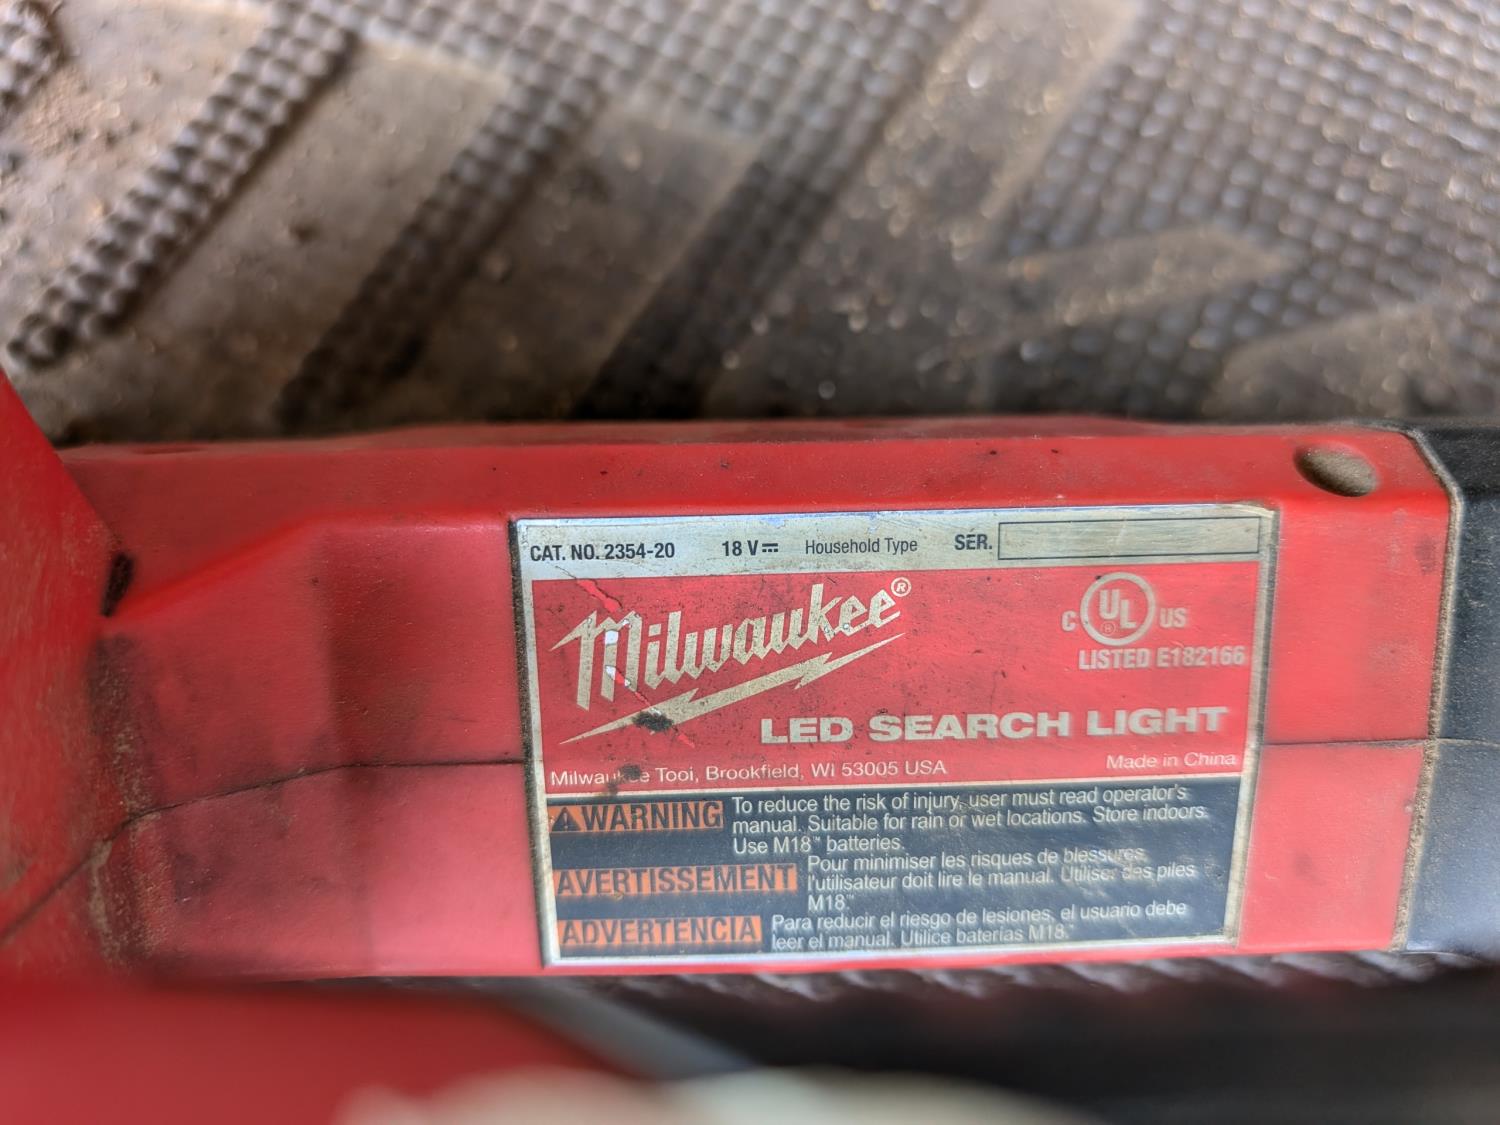 CAT. NO. 2354-20 18 V⎓ Household Type SER.
Milwaukee®
C UL® US
LISTED E182166
LED SEARCH LIGHT
Milwaukee Tool, Brookfield, WI 53005 USA Made in China
⚠WARNING To reduce the risk of injury, user must read operator's
manual. Suitable for rain or wet locations. Store indoors.
Use M18™ batteries.
AVERTISSEMENT Pour minimiser les risques de blessures,
l'utilisateur doit lire le manual. Utiliser des piles
M18.™
ADVERTENCIA Para reducir el riesgo de lesiones, el usuario debe
leer el manual. Utilice baterías M18.™